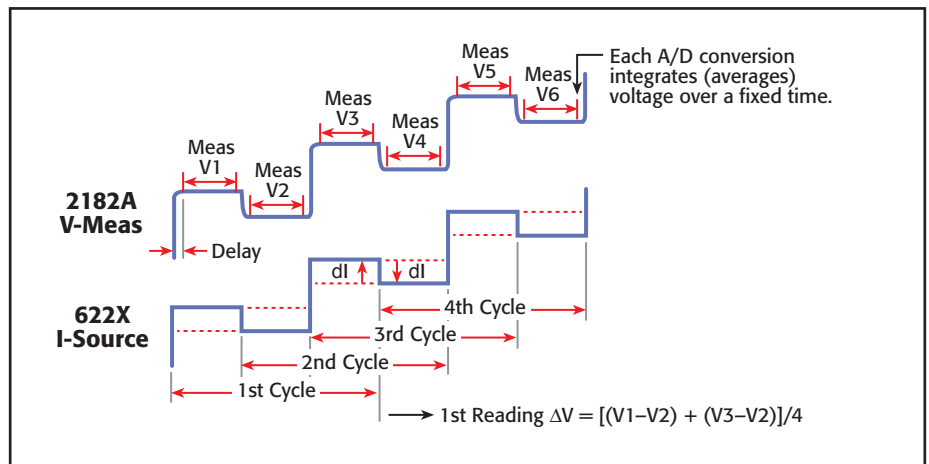 Meas
V1
Meas
V2
Meas
V3
Meas
V4
Meas
V5
Meas
V6
Each A/D conversion
integrates (averages)
voltage over a fixed time.
2182A
V-Meas
Delay
622X
I-Source
dI
dI
4th Cycle
3rd Cycle
2nd Cycle
1st Cycle
1st Reading ΔV = [(V1–V2) + (V3–V2)]/4